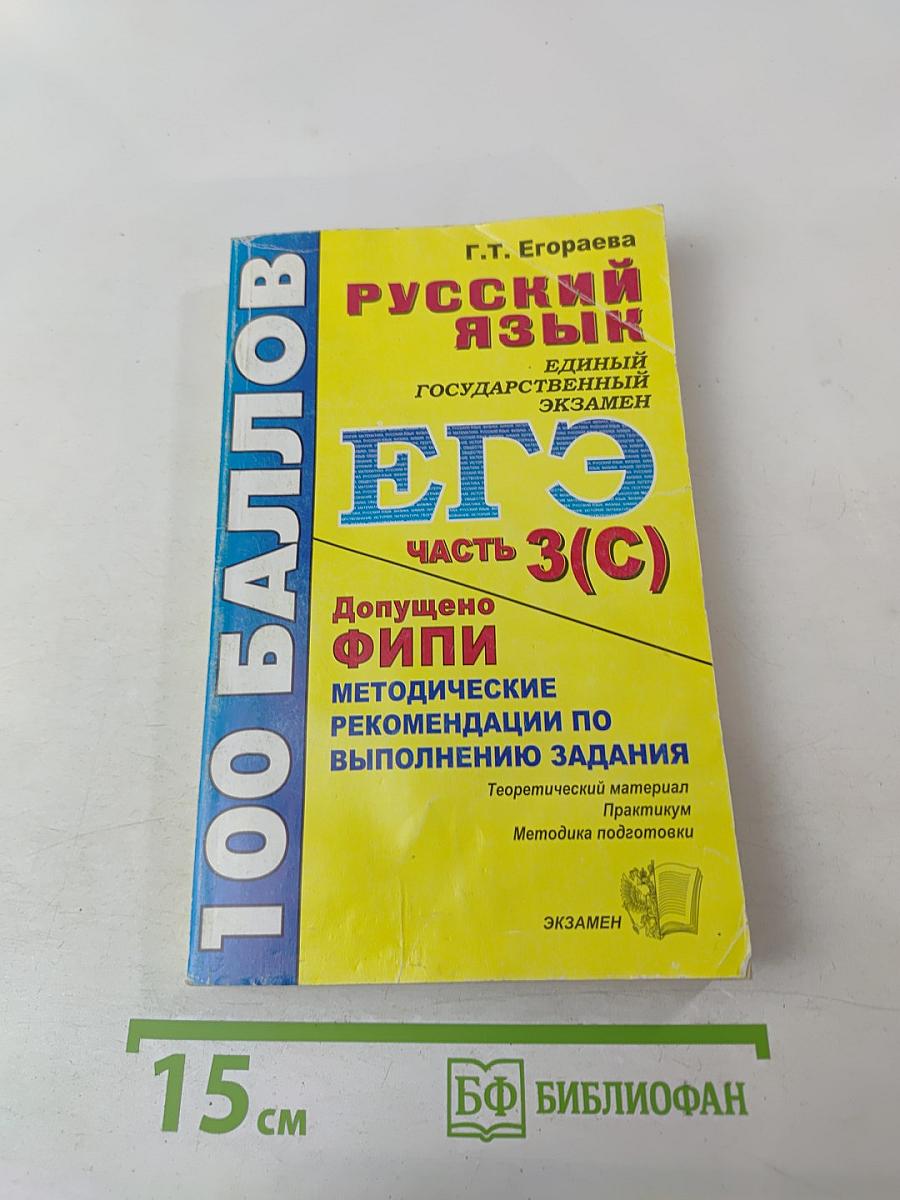 100 БАЛЛОВ
Г.Т. Егораева
РУССКИЙ
ЯЗЫК
ЕДИНЫЙ
ГОСУДАРСТВЕННЫЙ
ЭКЗАМЕН
ЕГЭ
ЧАСТЬ 3(С)
Допущено
ФИПИ
МЕТОДИЧЕСКИЕ
РЕКОМЕНДАЦИИ ПО
ВЫПОЛНЕНИЮ ЗАДАНИЯ
Теоретический материал
Практикум
Методика подготовки
ЭКЗАМЕН
15 см
БФ БИБЛИОФАН